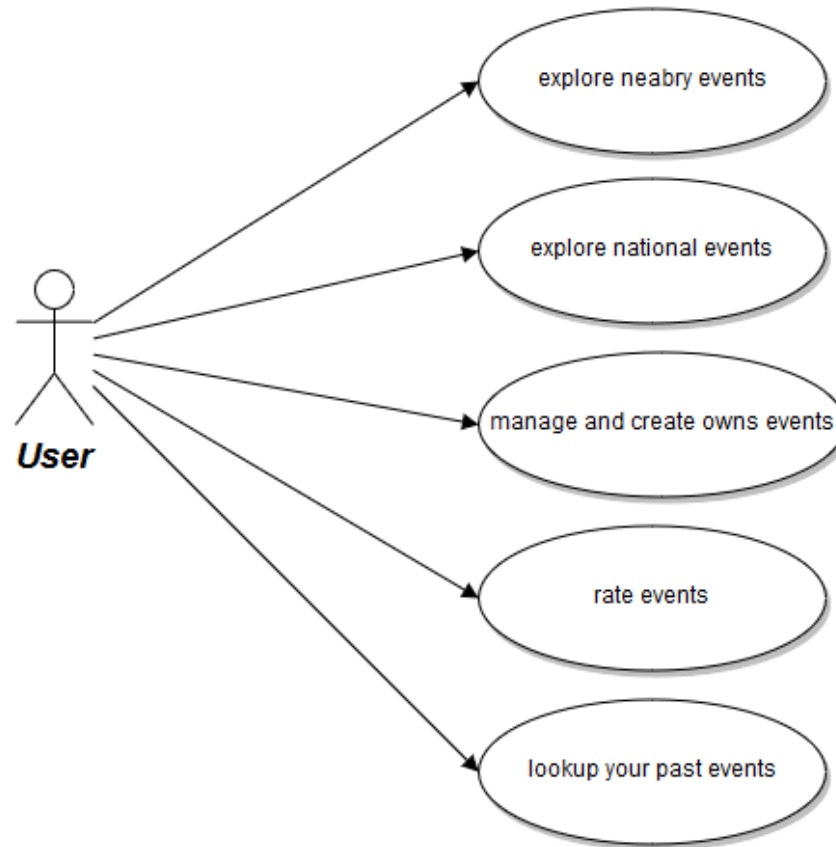 explore neabry events
explore national events
manage and create owns events
User
rate events
lookup your past events